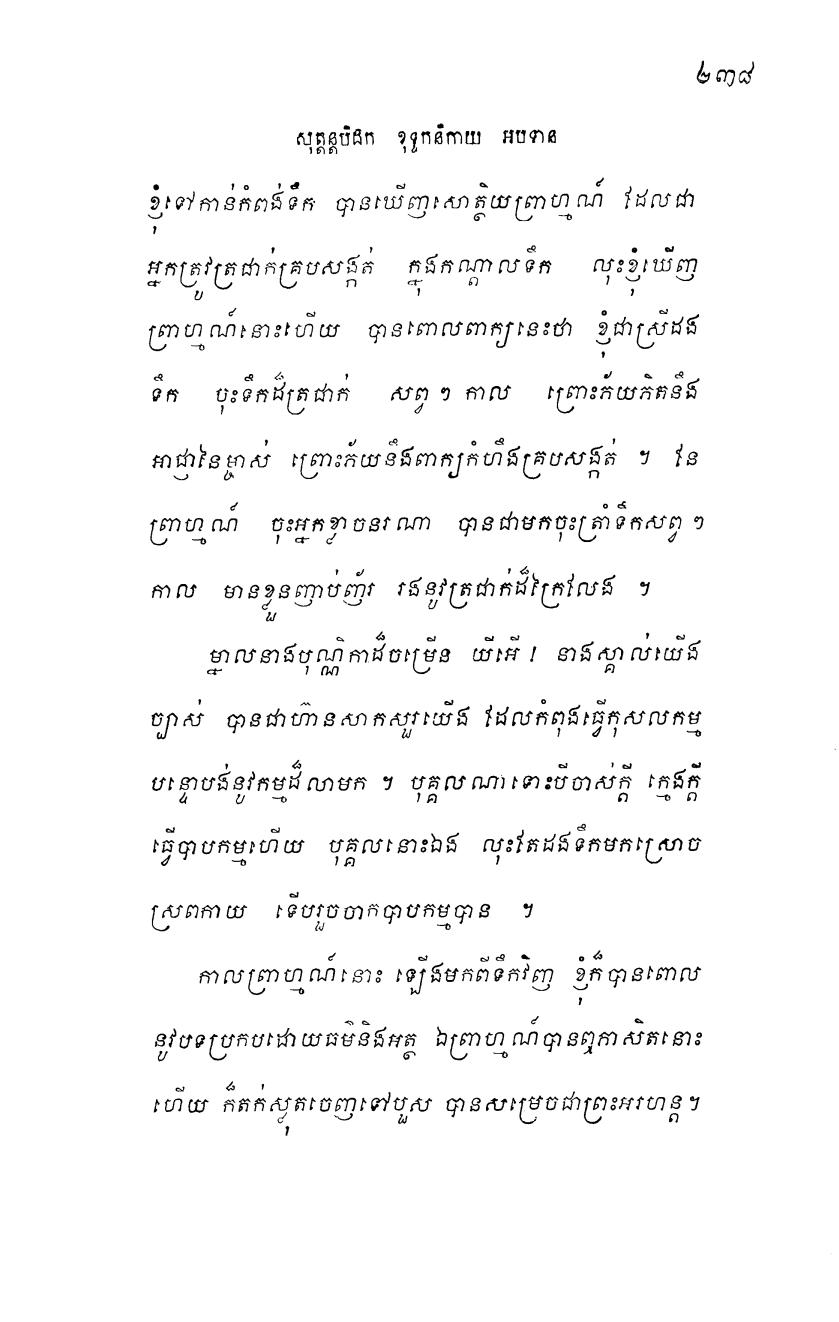 ២៣៨
សុត្តន្តបិដក ខុទ្ទកនិកាយ អបទាន
ខ្ញុំទៅកាន់កំពង់ទឹក បានឃើញសោត្ថិយព្រាហ្មណ៍ ដែលជា
អ្នកត្រូវត្រជាក់គ្របសង្កត់ ក្នុងកណ្តាលទឹក លុះខ្ញុំឃើញ
ព្រាហ្មណ៍នោះហើយ បានពោលពាក្យនេះថា ខ្ញុំជាស្រីដង
ទឹក ចុះទឹកដ៏ត្រជាក់ សព្វ ៗ កាល ព្រោះភ័យភិតនឹង
អាជ្ញានៃម្ចាស់ ព្រោះភ័យនឹងពាក្យកំហឹងគ្របសង្កត់ ។ នែ
ព្រាហ្មណ៍ ចុះអ្នកខ្លាចនរណា បានជាមកចុះត្រាំទឹកសព្វ ៗ
កាល មានខ្លួនញាប់ញ័រ រងនូវត្រជាក់ដ៏ក្រៃលែង ។
ម្នាលនាងបុណ្ណិកាដ៏ចម្រើន យីអើ ! នាងស្គាល់យើង
ច្បាស់ បានជាហ៊ានសាកសួរយើង ដែលកំពុងធ្វើកុសលកម្ម
បន្ទោបង់នូវកម្មដ៏លាមក ។ បុគ្គលណាទោះបីចាស់ក្តី ក្មេងក្តី
ធ្វើបាបកម្មហើយ បុគ្គលនោះឯង លុះតែដងទឹកមកស្រោច
ស្រពកាយ ទើបរួចចាកបាបកម្មបាន ។
កាលព្រាហ្មណ៍នោះ ឡើងមកពីទឹកវិញ ខ្ញុំក៏បានពោល
នូវបទប្រកបដោយធម៌និងអត្ថ ឯព្រាហ្មណ៍បានឮភាសិតនោះ
ហើយ ក៏តក់ស្លុតចេញទៅបួស បានសម្រេចជាព្រះអរហន្ត ។